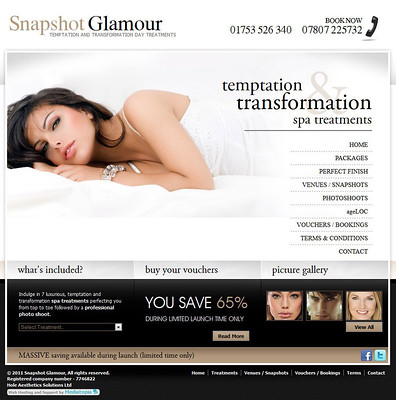 Snapshot Glamour
TEMPTATION AND TRANSFORMATION DAY TREATMENTS
BOOK NOW
01753 526 340 07807 225732
temptation &
transformation
spa treatments
HOME
PACKAGES
PERFECT FINISH
VENUES / SNAPSHOTS
PHOTOSHOOTS
ageLOC
VOUCHERS / BOOKINGS
TERMS & CONDITIONS
CONTACT
what's included?
buy your vouchers
picture gallery
Indulge in 7 luxurious, temptation and
transformation spa treatments perfecting you
from top to toe followed by a professional
photo shoot.
Select Treatment...
YOU SAVE 65%
DURING LIMITED LAUNCH TIME ONLY
Read More
View All
MASSIVE saving available during launch (limited time only)
© 2011 Snapshot Glamour, All rights reserved.
Registered company number - 7746822
Hole Aesthetics Solutions Ltd
Web Hosting and Support by Mediatopia
Home | Treatments | Venues / Snapshots | Vouchers / Bookings | Terms | Contact